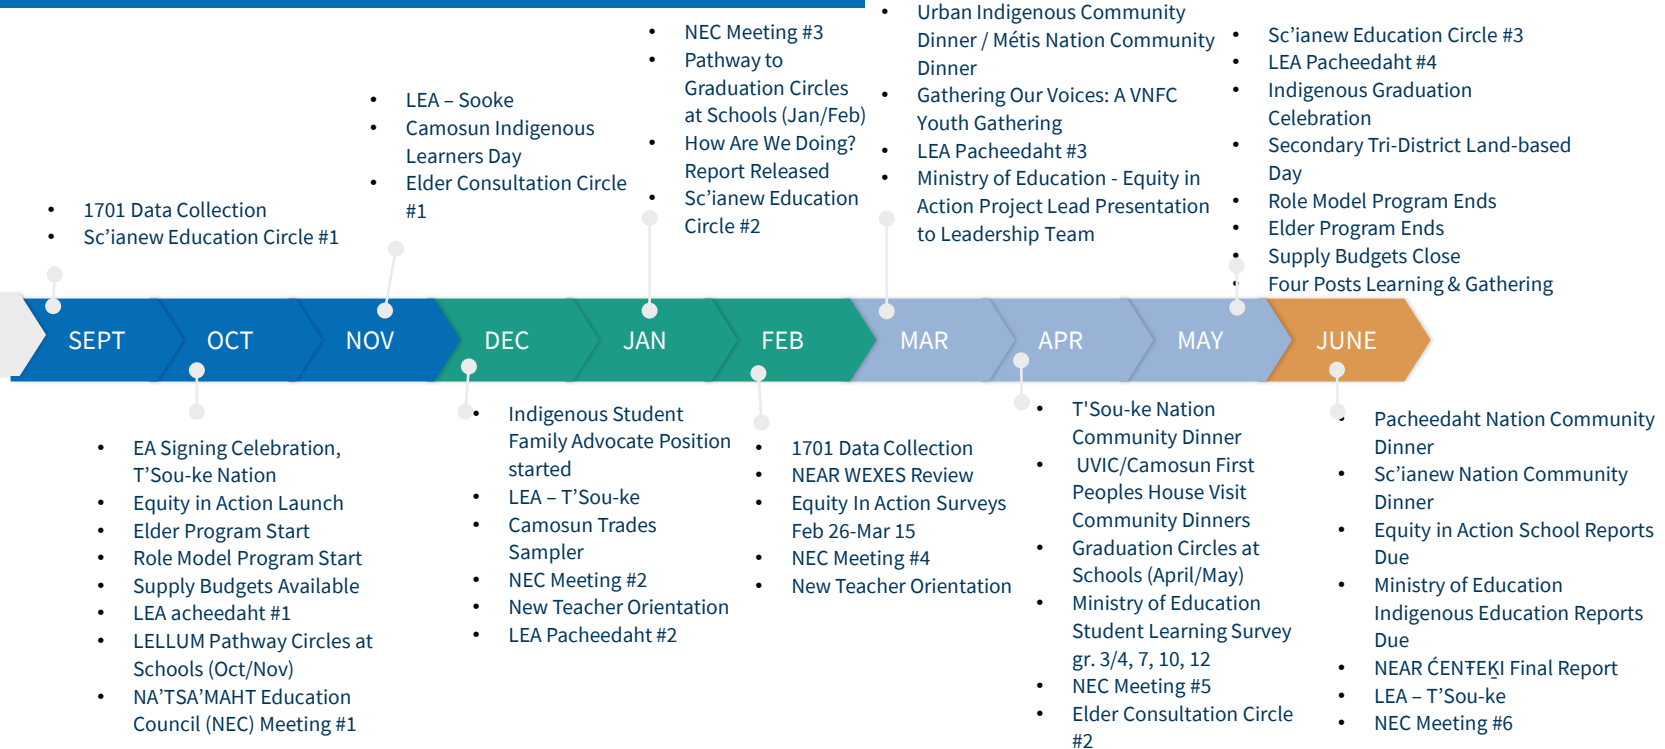 • 1701 Data Collection
• Sc’ianew Education Circle #1
• LEA – Sooke
• Camosun Indigenous
Learners Day
• Elder Consultation Circle
#1
• NEC Meeting #3
• Pathway to
Graduation Circles
at Schools (Jan/Feb)
• How Are We Doing?
Report Released
• Sc’ianew Education
Circle #2
• Urban Indigenous Community
Dinner / Métis Nation Community
Dinner
• Gathering Our Voices: A VNFC
Youth Gathering
• LEA Pacheedaht #3
• Ministry of Education - Equity in
Action Project Lead Presentation
to Leadership Team
• Sc’ianew Education Circle #3
• LEA Pacheedaht #4
• Indigenous Graduation
Celebration
• Secondary Tri-District Land-based
Day
• Role Model Program Ends
• Elder Program Ends
• Supply Budgets Close
• Four Posts Learning & Gathering
SEPT OCT NOV DEC JAN FEB MAR APR MAY JUNE
• EA Signing Celebration,
T’Sou-ke Nation
• Equity in Action Launch
• Elder Program Start
• Role Model Program Start
• Supply Budgets Available
• LEA acheedaht #1
• LELLUM Pathway Circles at
Schools (Oct/Nov)
• NA’TSA’MAHT Education
Council (NEC) Meeting #1
• Indigenous Student
Family Advocate Position
started
• LEA – T’Sou-ke
• Camosun Trades
Sampler
• NEC Meeting #2
• New Teacher Orientation
• LEA Pacheedaht #2
• 1701 Data Collection
• NEAR WEXES Review
• Equity In Action Surveys
Feb 26-Mar 15
• NEC Meeting #4
• New Teacher Orientation
• T'Sou-ke Nation
Community Dinner
• UVIC/Camosun First
Peoples House Visit
Community Dinners
• Graduation Circles at
Schools (April/May)
• Ministry of Education
Student Learning Survey
gr. 3/4, 7, 10, 12
• NEC Meeting #5
• Elder Consultation Circle
#2
• Pacheedaht Nation Community
Dinner
• Sc’ianew Nation Community
Dinner
• Equity in Action School Reports
Due
• Ministry of Education
Indigenous Education Reports
Due
• NEAR ĆENŦEḴI Final Report
• LEA – T’Sou-ke
• NEC Meeting #6